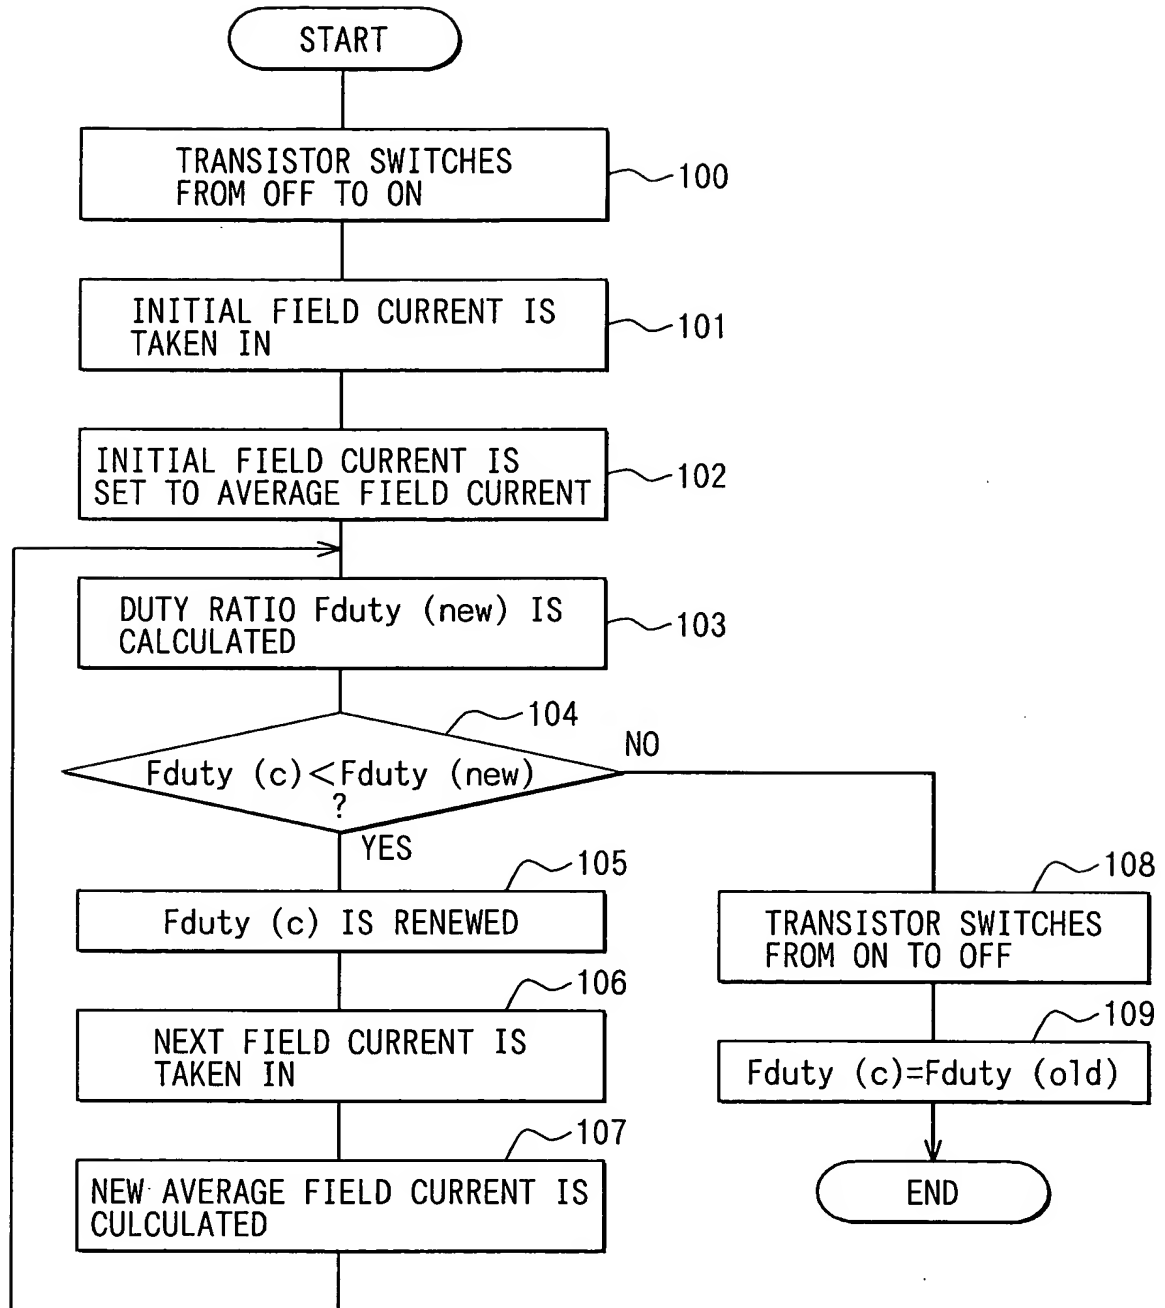 START
TRANSISTOR SWITCHES
FROM OFF TO ON
100
INITIAL FIELD CURRENT IS
TAKEN IN
101
INITIAL FIELD CURRENT IS
SET TO AVERAGE FIELD CURRENT
102
DUTY RATIO Fduty (new) IS
CALCULATED
103
104
Fduty (c)<Fduty (new)
?
NO
YES
105
Fduty (c) IS RENEWED
106
NEXT FIELD CURRENT IS
TAKEN IN
107
NEW AVERAGE FIELD CURRENT IS
CULCULATED
108
TRANSISTOR SWITCHES
FROM ON TO OFF
109
Fduty (c)=Fduty (old)
END